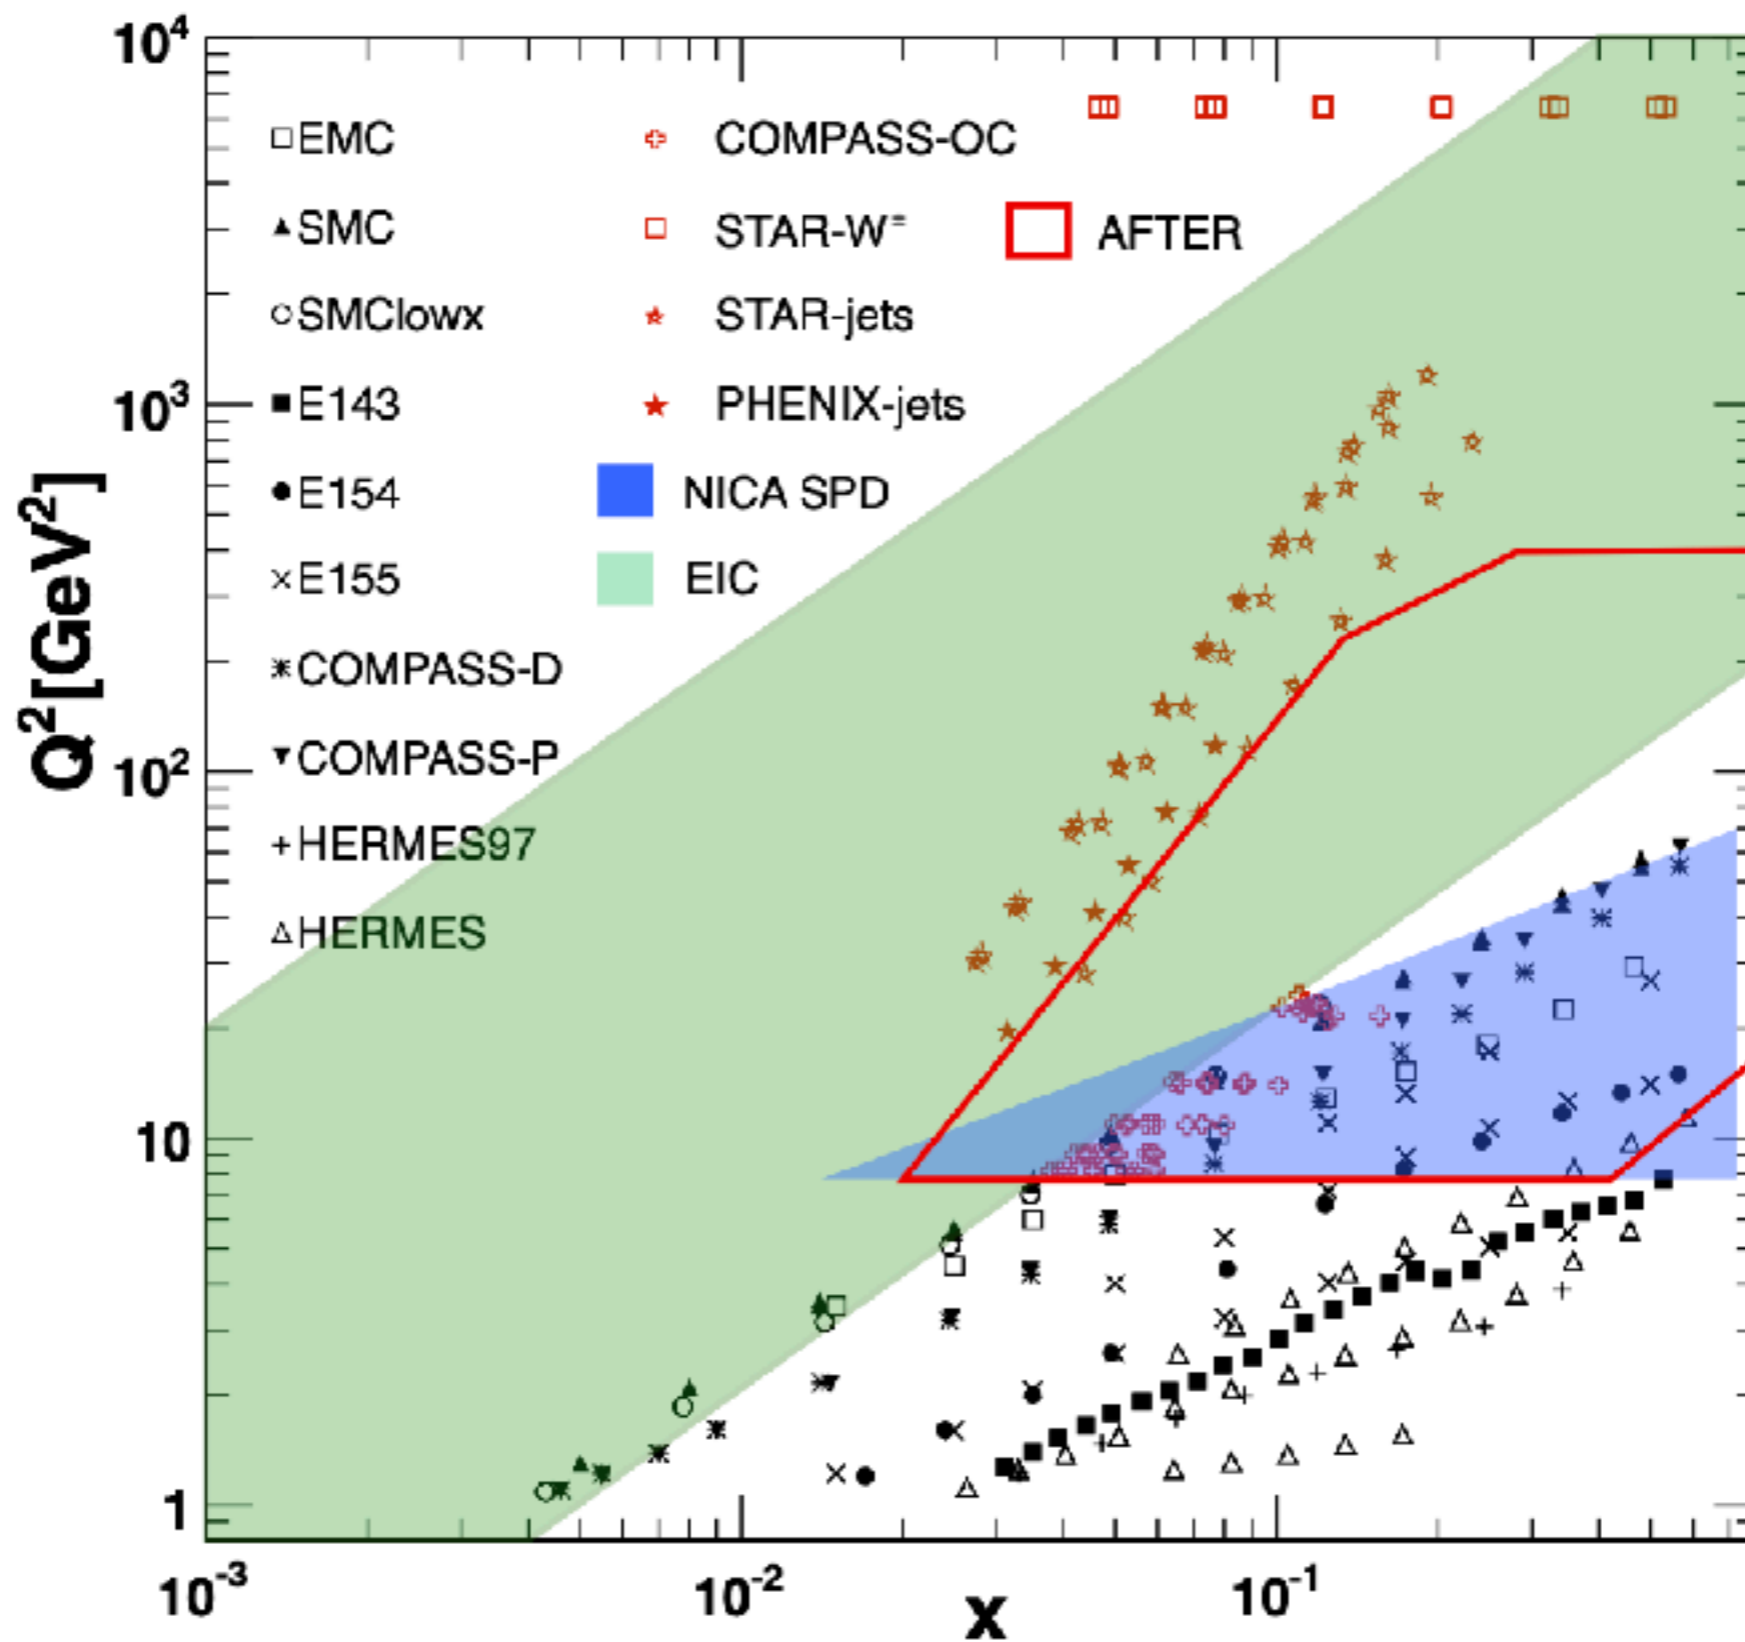 10⁴
EMC
COMPASS-OC
SMC
STAR-W±
AFTER
SMClowx
STAR-jets
10³
E143
PHENIX-jets
E154
NICA SPD
E155
EIC
Q²[GeV²]
COMPASS-D
COMPASS-P
10²
HERMES97
HERMES
10
1
10⁻³
10⁻²
10⁻¹
x